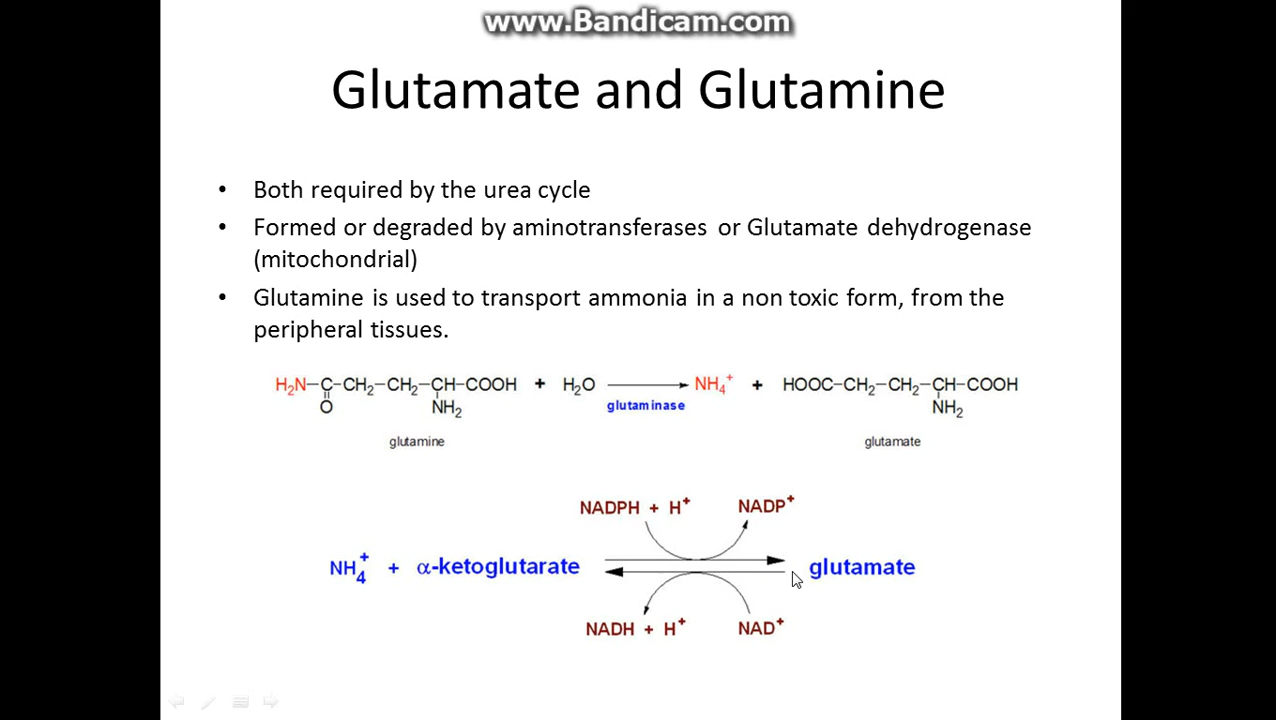 www.Bandicam.com
Glutamate and Glutamine
• Both required by the urea cycle
• Formed or degraded by aminotransferases or Glutamate dehydrogenase
(mitochondrial)
• Glutamine is used to transport ammonia in a non toxic form, from the
peripheral tissues.
H₂N–C–CH₂–CH₂–CH–COOH + H₂O NH₄⁺ + HOOC–CH₂–CH₂–CH–COOH
O NH₂ glutaminase NH₂
glutamine glutamate
NADPH + H⁺ NADP⁺
NH₄⁺ + α-ketoglutarate glutamate
NADH + H⁺ NAD⁺